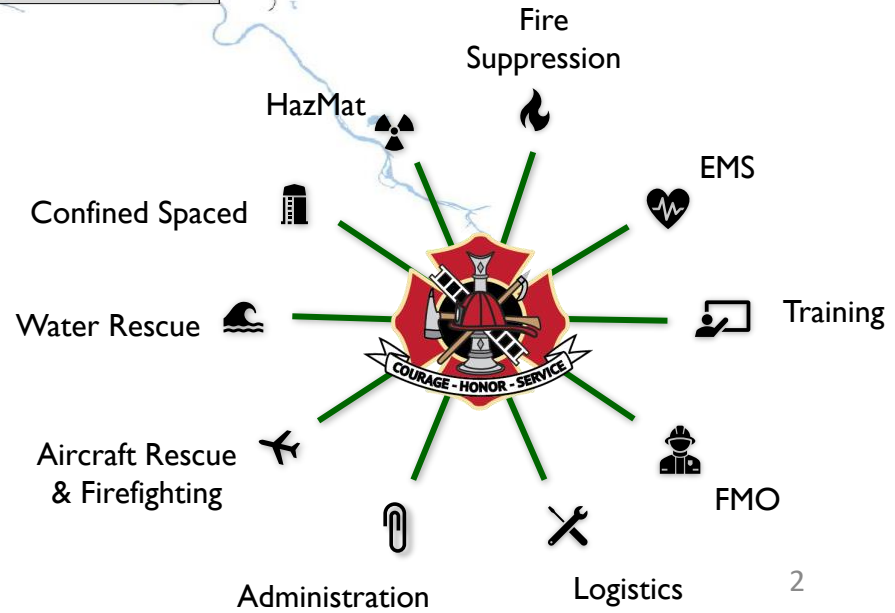 Fire
Suppression
HazMat
EMS
Confined Spaced
Training
Water Rescue
Aircraft Rescue
& Firefighting
FMO
Administration
Logistics
COURAGE - HONOR - SERVICE
2